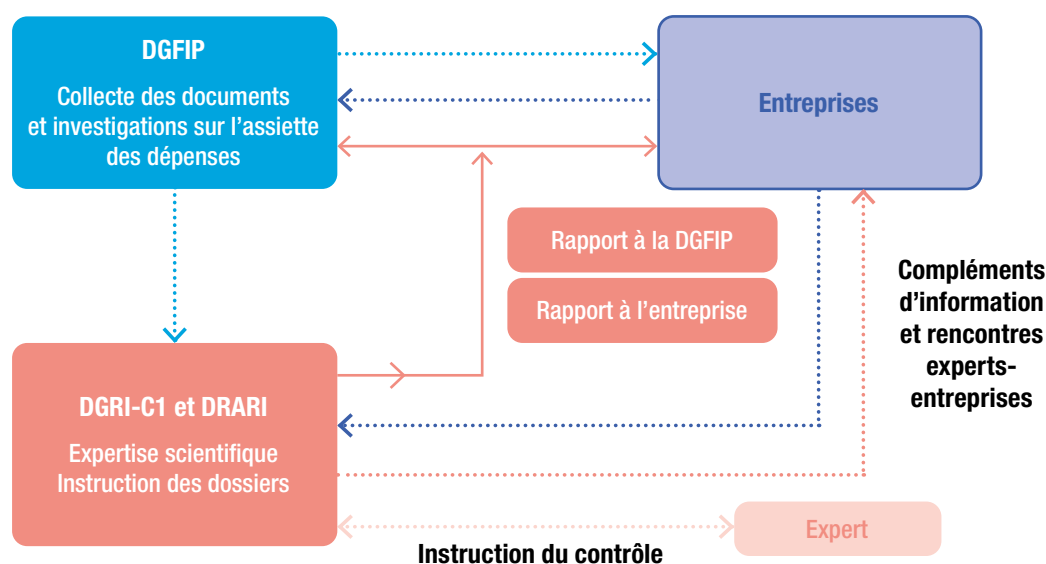 DGFIP
Collecte des documents
et investigations sur l’assiette
des dépenses
Entreprises
Rapport à la DGFIP
Rapport à l’entreprise
Compléments
d’information
et rencontres
experts-
entreprises
DGRI-C1 et DRARI
Expertise scientifique
Instruction des dossiers
Expert
Instruction du contrôle